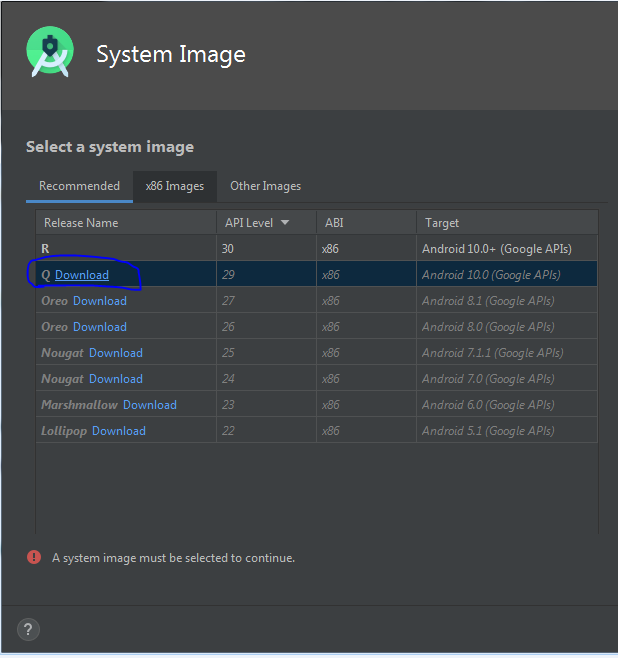 System Image
Select a system image
Recommended x86 Images Other Images
Release Name API Level ABI Target
R 30 x86 Android 10.0+ (Google APIs)
Q Download 29 x86 Android 10.0 (Google APIs)
Oreo Download 27 x86 Android 8.1 (Google APIs)
Oreo Download 26 x86 Android 8.0 (Google APIs)
Nougat Download 25 x86 Android 7.1.1 (Google APIs)
Nougat Download 24 x86 Android 7.0 (Google APIs)
Marshmallow Download 23 x86 Android 6.0 (Google APIs)
Lollipop Download 22 x86 Android 5.1 (Google APIs)
A system image must be selected to continue.
?